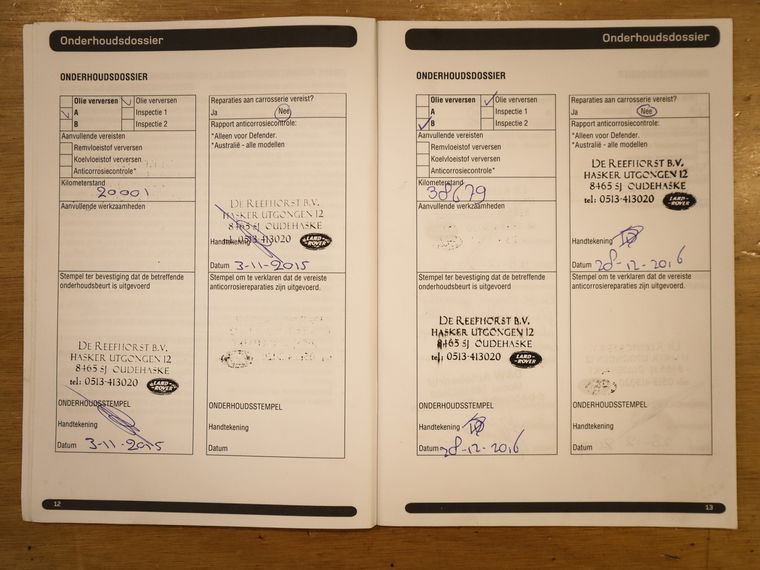 Onderhoudsdossier
ONDERHOUDSDOSSIER
Olie verversen
A
B
Olie verversen
Inspectie 1
Inspectie 2
Aanvullende vereisten
Remvloeistof verversen
Koelvloeistof verversen
Anticorrosiecontrole*
Kilometerstand
20001
Aanvullende werkzaamheden
Stempel ter bevestiging dat de betreffende
onderhoudsbeurt is uitgevoerd
DE REEFHORST B.V.
HASKER UTGONGEN 12
8465 SJ OUDEHASKE
tel: 0513-413020
LAND-ROVER
ONDERHOUDSSTEMPEL
Handtekening
Datum 3-11-2015
Reparaties aan carrosserie vereist?
Ja Nee
Rapport anticorrosiecontrole:
*Alleen voor Defender.
*Australië - alle modellen
DE REEFHORST B.V.
HASKER UTGONGEN 12
8465 SJ OUDEHASKE
0513-413020
LAND-ROVER
Handtekening
Datum 3-11-2015
Stempel om te verklaren dat de vereiste
anticorrosiereparaties zijn uitgevoerd.
ONDERHOUDSSTEMPEL
Handtekening
Datum
12
Onderhoudsdossier
ONDERHOUDSDOSSIER
Olie verversen
A
B
Olie verversen
Inspectie 1
Inspectie 2
Aanvullende vereisten
Remvloeistof verversen
Koelvloeistof verversen
Anticorrosiecontrole*
Kilometerstand
38679
Aanvullende werkzaamheden
Stempel ter bevestiging dat de betreffende
onderhoudsbeurt is uitgevoerd
DE REEFHORST B.V.
HASKER UTGONGEN 12
8465 SJ OUDEHASKE
tel: 0513-413020
LAND-ROVER
ONDERHOUDSSTEMPEL
Handtekening
Datum 28-12-2016
Reparaties aan carrosserie vereist?
Ja Nee
Rapport anticorrosiecontrole:
*Alleen voor Defender.
*Australië - alle modellen
DE REEFHORST B.V.
HASKER UTGONGEN 12
8465 SJ OUDEHASKE
tel: 0513-413020
LAND-ROVER
Handtekening
Datum 28-12-2016
Stempel om te verklaren dat de vereiste
anticorrosiereparaties zijn uitgevoerd.
ONDERHOUDSSTEMPEL
Handtekening
Datum
13